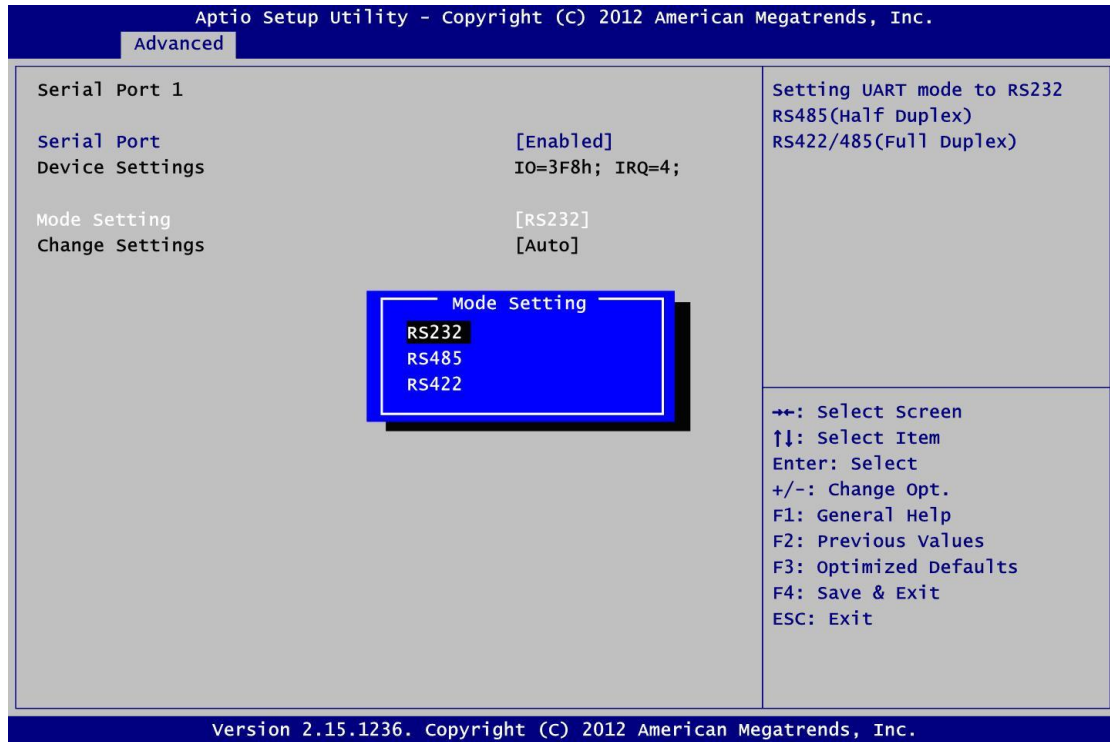 Aptio Setup Utility - Copyright (C) 2012 American Megatrends, Inc.
Advanced
Serial Port 1
Serial Port [Enabled]
Device Settings IO=3F8h; IRQ=4;
Mode Setting [RS232]
Change Settings [Auto]
Mode Setting
RS232
RS485
RS422
Setting UART mode to RS232
RS485(Half Duplex)
RS422/485(Full Duplex)
→←: Select Screen
↑↓: Select Item
Enter: Select
+/-: Change Opt.
F1: General Help
F2: Previous Values
F3: Optimized Defaults
F4: Save & Exit
ESC: Exit
Version 2.15.1236. Copyright (C) 2012 American Megatrends, Inc.